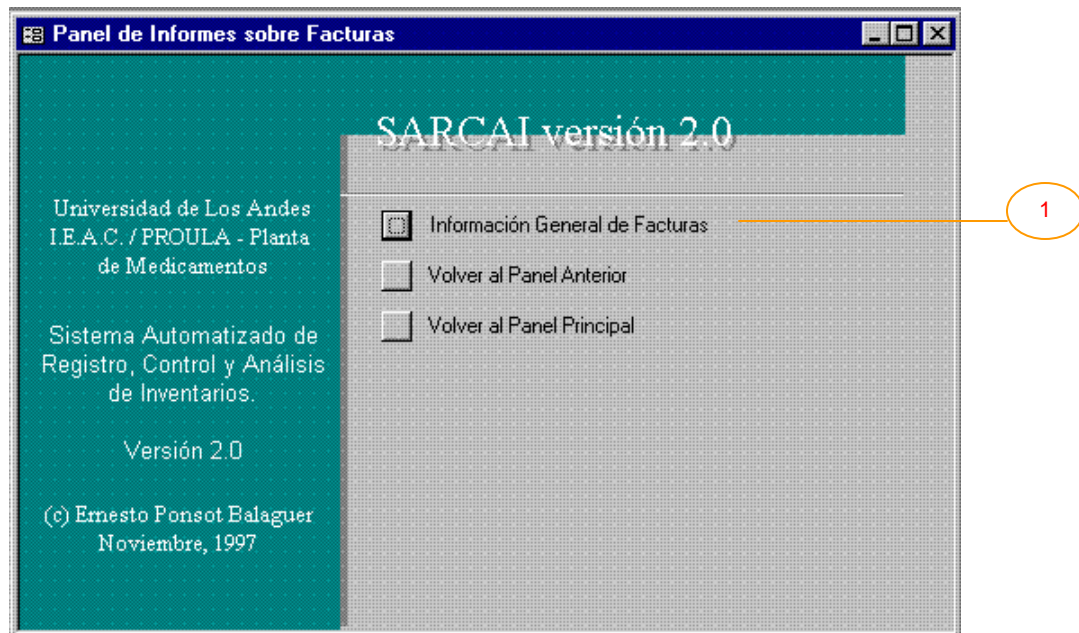 Panel de Informes sobre Facturas
SARCAI versión 2.0
Universidad de Los Andes
I.E.A.C. / PROULA - Planta
de Medicamentos
Sistema Automatizado de
Registro, Control y Análisis
de Inventarios.
Versión 2.0
(c) Ernesto Ponsot Balaguer
Noviembre, 1997
Información General de Facturas
Volver al Panel Anterior
Volver al Panel Principal
1